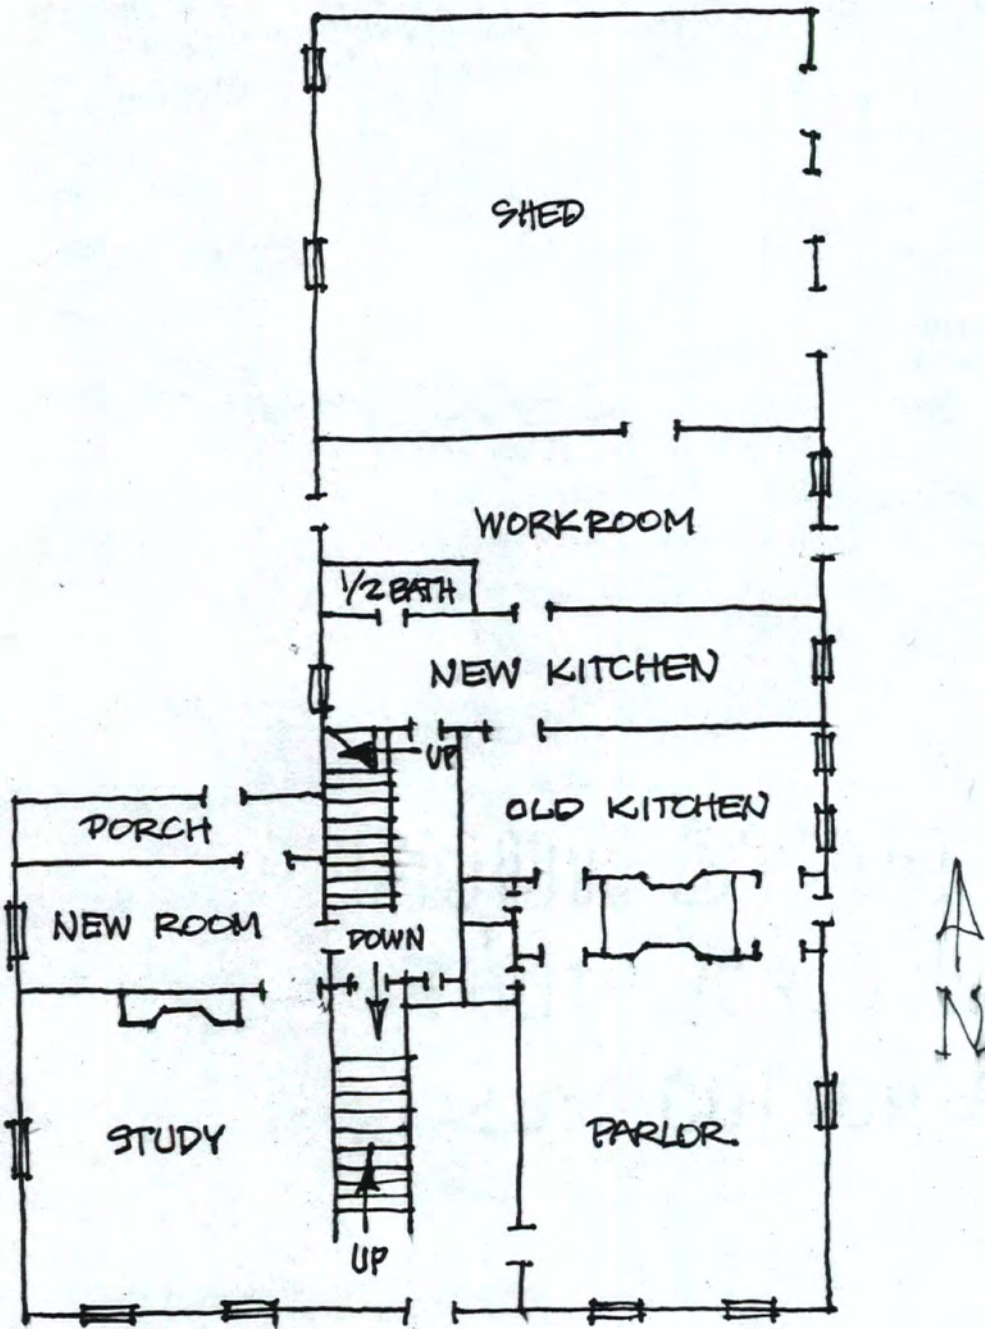 SHED
WORKROOM
1/2 BATH
NEW KITCHEN
UP
OLD KITCHEN
PORCH
NEW ROOM
DOWN
STUDY
PARLOR.
UP
N